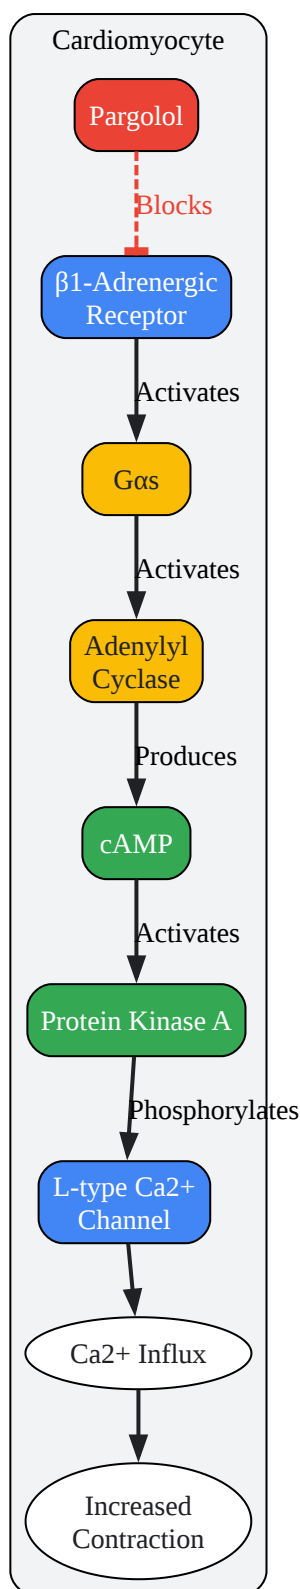 Cardiomyocyte
Pargolol
Blocks
β1-Adrenergic
Receptor
Activates
Gαs
Activates
Adenylyl
Cyclase
Produces
cAMP
Activates
Protein Kinase A
Phosphorylates
L-type Ca2+
Channel
Ca2+ Influx
Increased
Contraction